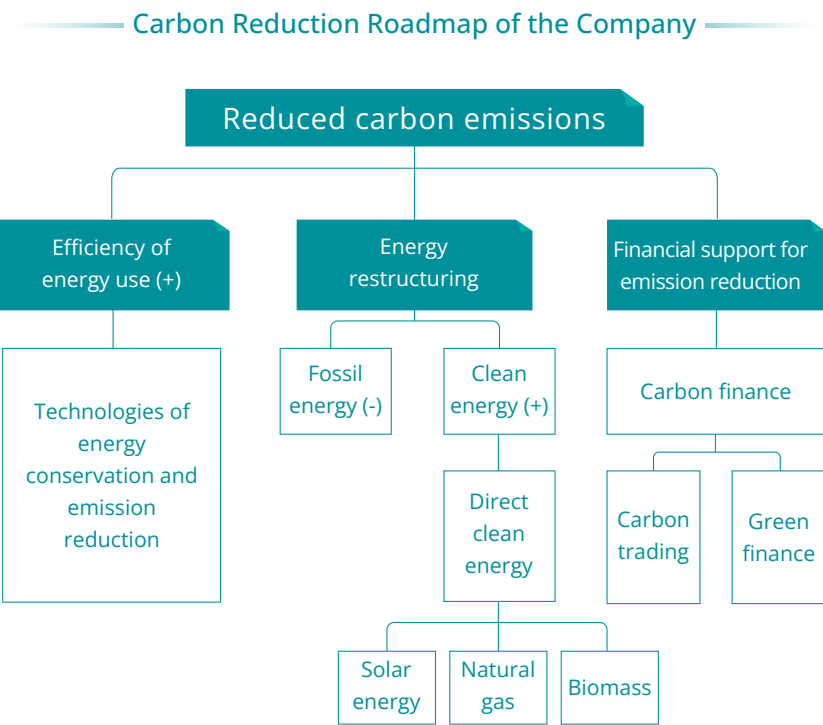 Carbon Reduction Roadmap of the Company
Reduced carbon emissions
Efficiency of
energy use (+)
Energy
restructuring
Financial support for
emission reduction
Technologies of
energy
conservation and
emission
reduction
Fossil
energy (-)
Clean
energy (+)
Carbon finance
Direct
clean
energy
Carbon
trading
Green
finance
Solar
energy
Natural
gas
Biomass